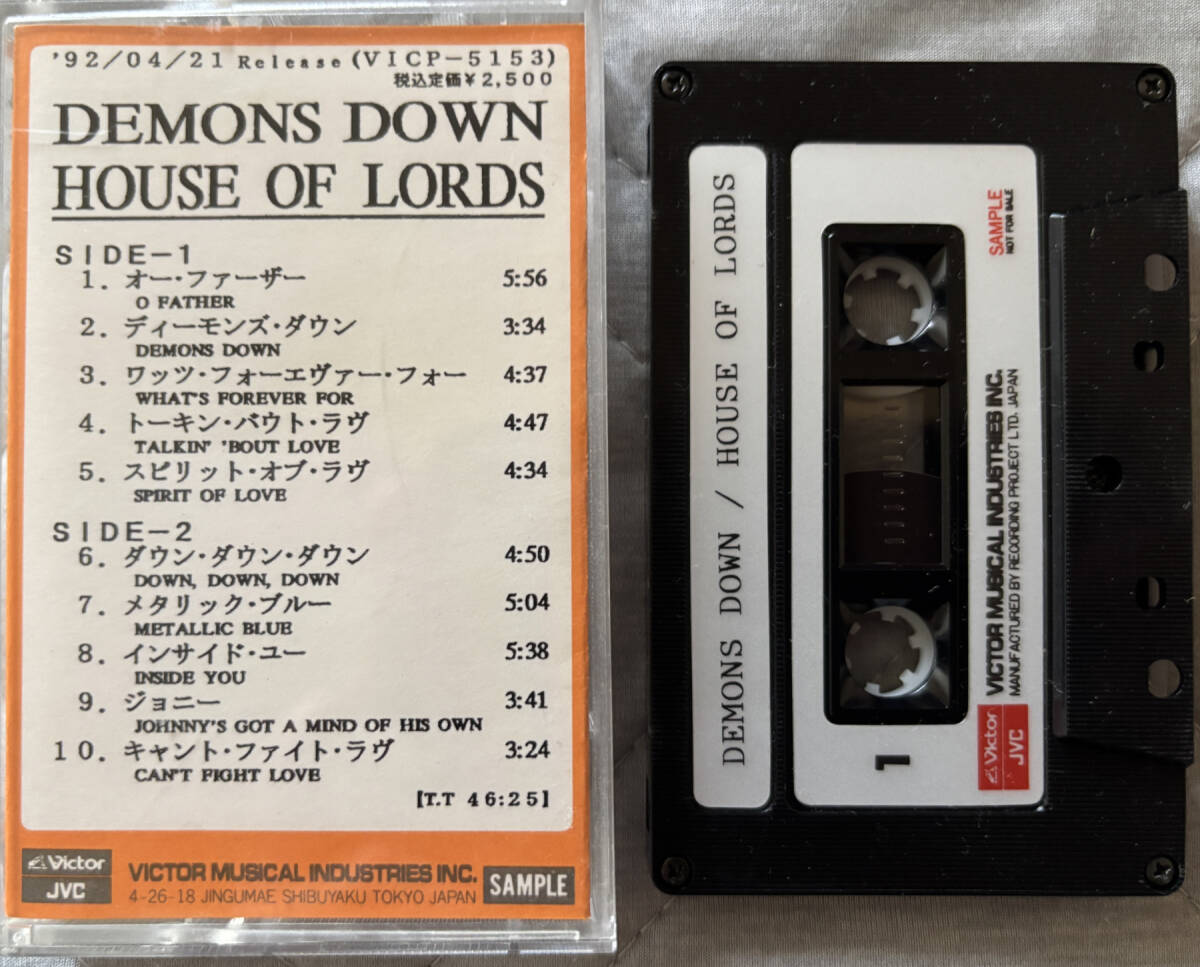 '92/04/21 Release (VICP-5153)
税込定価¥2,500
DEMONS DOWN
HOUSE OF LORDS
SIDE-1
1. オー・ファーザー 5:56
O FATHER
2. ディーモンズ・ダウン 3:34
DEMONS DOWN
3. ワッツ・フォーエヴァー・フォー 4:37
WHAT'S FOREVER FOR
4. トーキン・バウト・ラヴ 4:47
TALKIN' 'BOUT LOVE
5. スピリット・オブ・ラヴ 4:34
SPIRIT OF LOVE
SIDE-2
6. ダウン・ダウン・ダウン 4:50
DOWN, DOWN, DOWN
7. メタリック・ブルー 5:04
METALLIC BLUE
8. インサイド・ユー 5:38
INSIDE YOU
9. ジョニー 3:41
JOHNNY'S GOT A MIND OF HIS OWN
10. キャント・ファイト・ラヴ 3:24
CAN'T FIGHT LOVE
[T.T 46:25]
Victor
JVC
VICTOR MUSICAL INDUSTRIES INC.
4-26-18 JINGUMAE SHIBUYAKU TOKYO JAPAN
SAMPLE
DEMONS DOWN / HOUSE OF LORDS
1
Victor
JVC
VICTOR MUSICAL INDUSTRIES INC.
MANUFACTURED BY RECORDING PROJECT LTD. JAPAN
SAMPLE
NOT FOR SALE